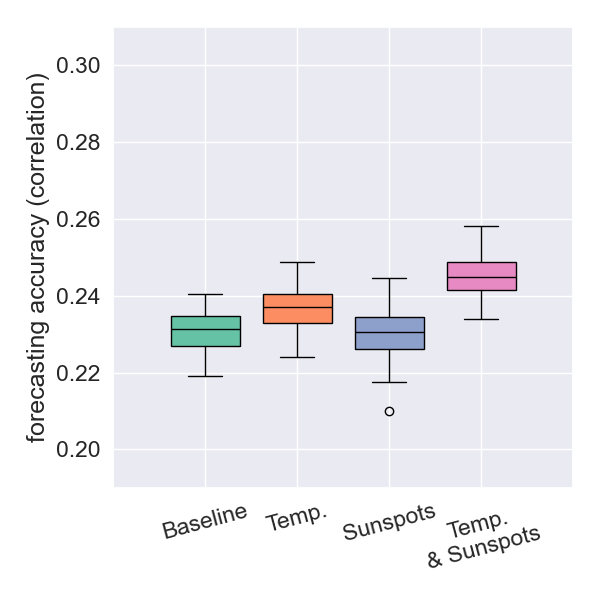 forecasting accuracy (correlation)
0.30
0.28
0.26
0.24
0.22
0.20
Baseline
Temp.
Sunspots
Temp.
& Sunspots